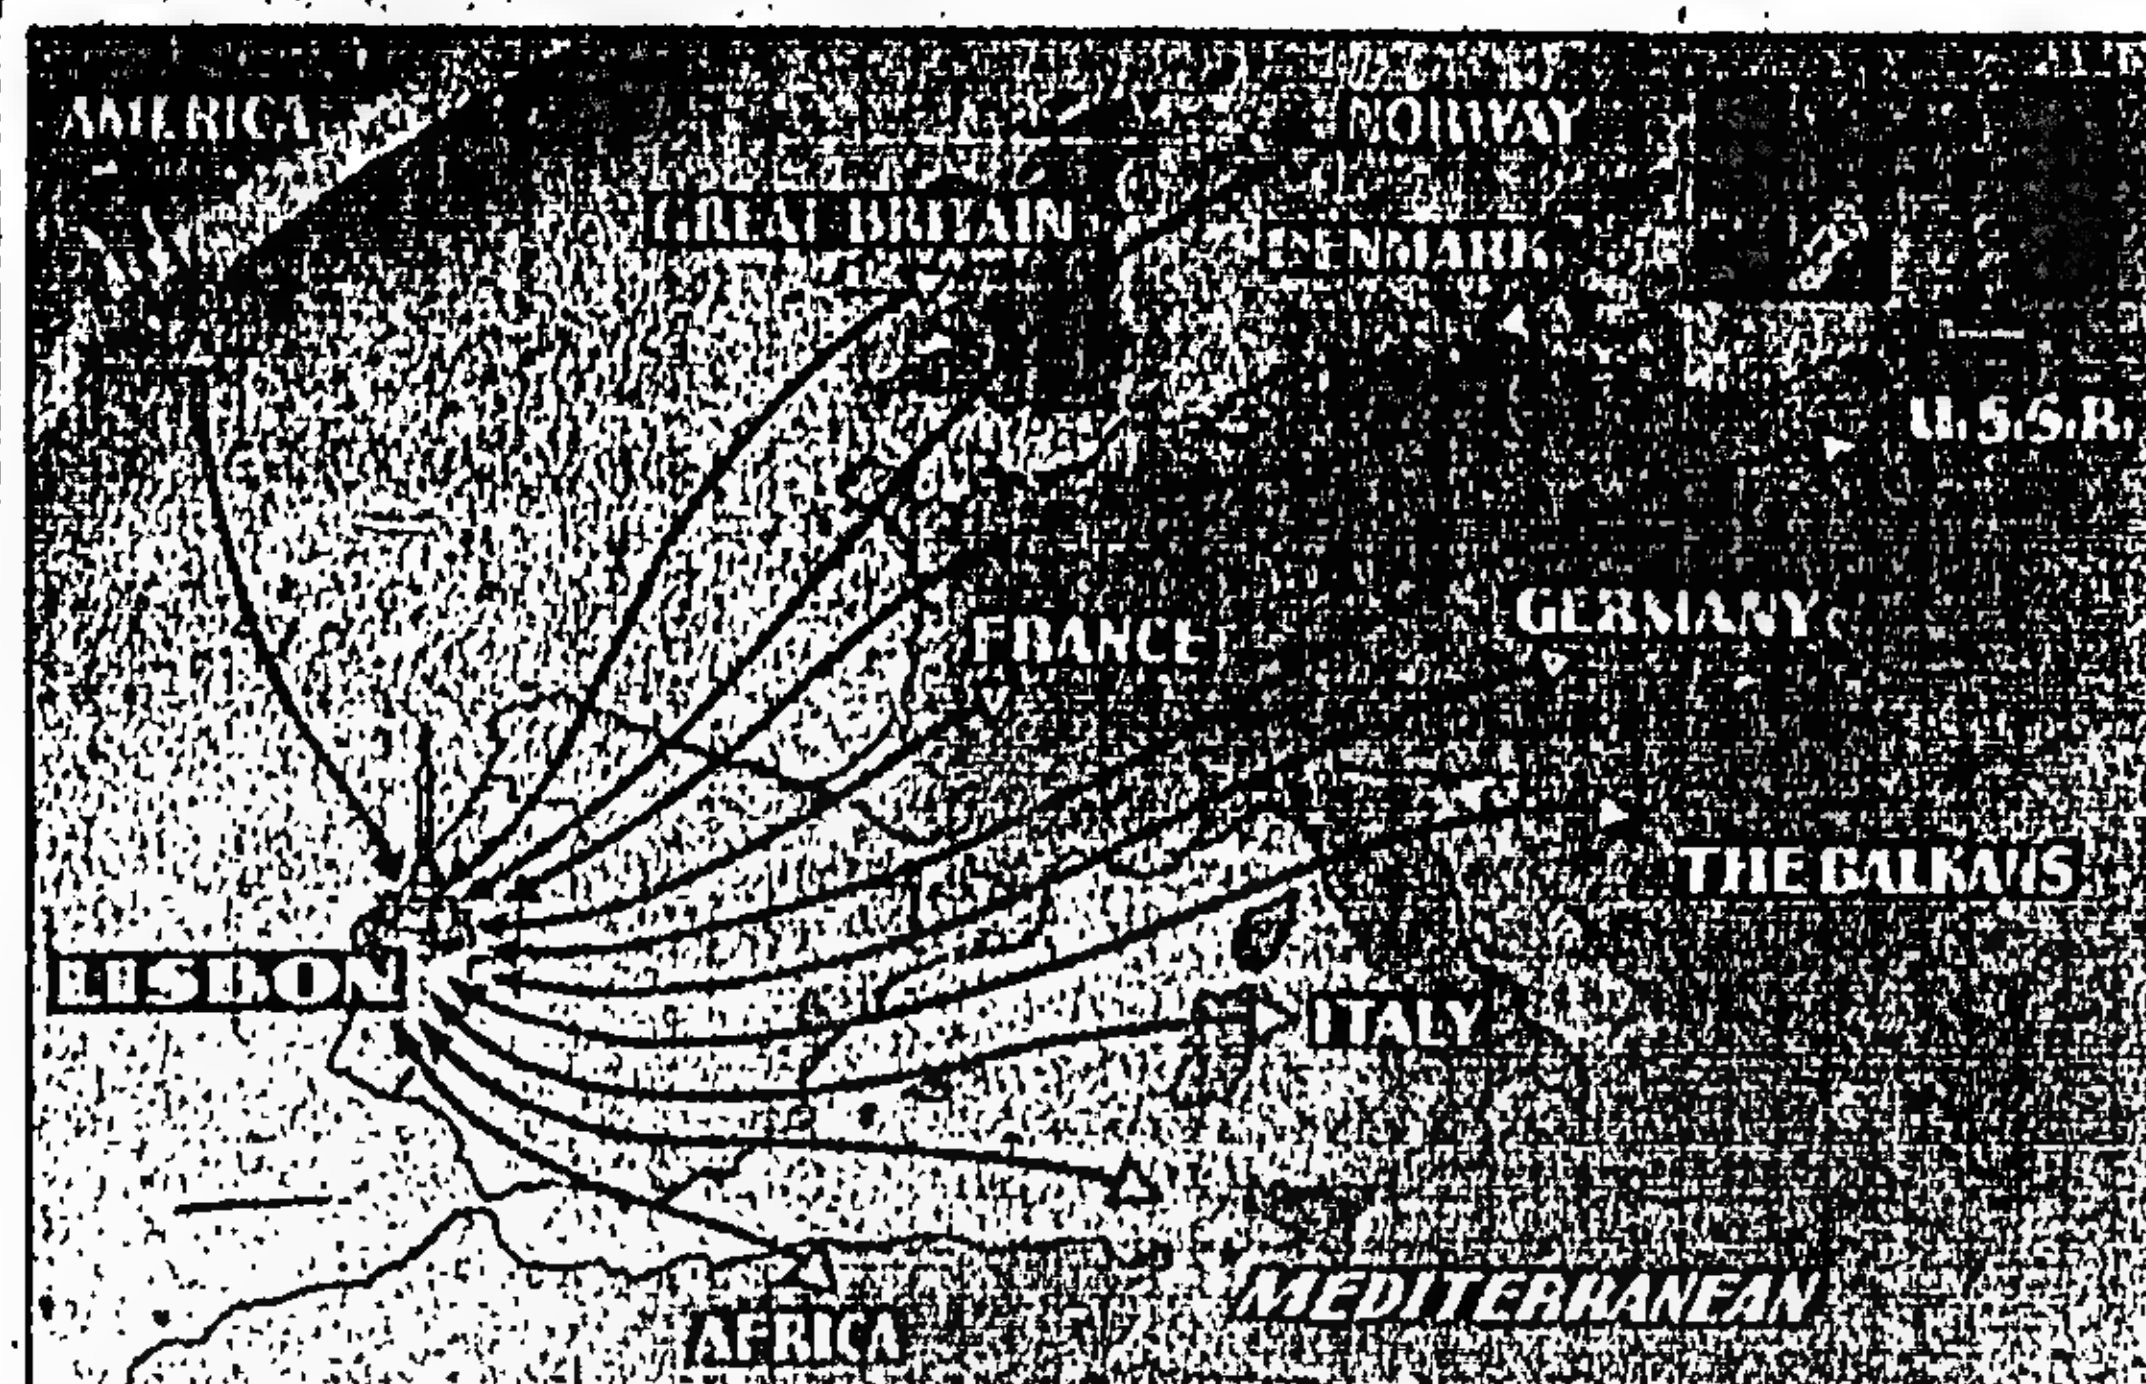 AMERICA
NORWAY
GREAT BRITAIN
DENMARK
U.S.S.R.
GERMANY
FRANCE
THE BALKANS
LISBON
ITALY
MEDITERRANEAN
AFRICA